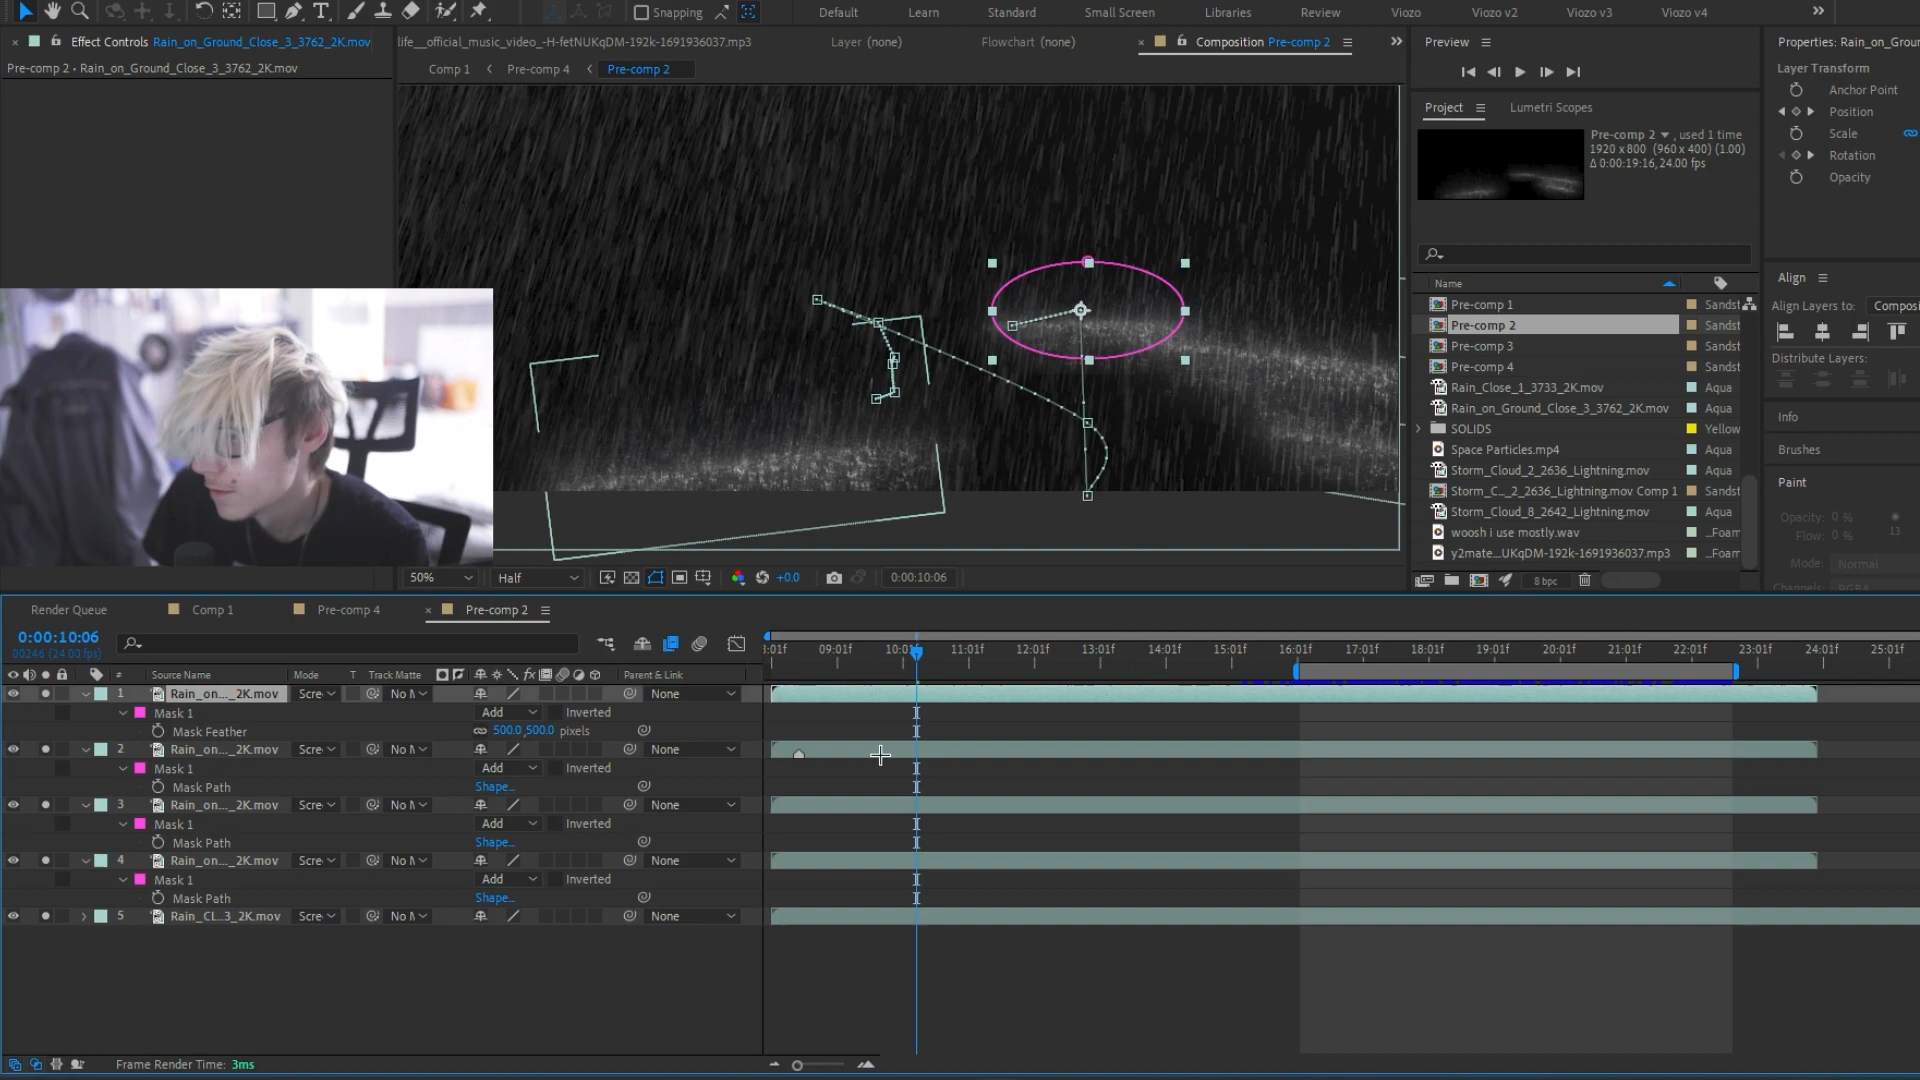 Snapping
Default
Learn
Standard
Small Screen
Libraries
Review
Viozo
Viozo v2
Viozo v3
Viozo v4
Effect Controls Rain_on_Ground_Close_3_3762_2K.mov
life__official_music_video_-H-fetNUKqDM-192k-1691936037.mp3
Layer (none)
Flowchart (none)
Composition Pre-comp 2
Preview
Properties: Rain_on_Grour
Pre-comp 2 • Rain_on_Ground_Close_3_3762_2K.mov
Comp 1
Pre-comp 4
Pre-comp 2
Layer Transform
Anchor Point
Position
Scale
Rotation
Opacity
Project
Lumetri Scopes
Pre-comp 2 , used 1 time
1920 x 800 (960 x 400) (1.00)
Δ 0:00:19:16, 24.00 fps
Name
Pre-comp 1 Sandst
Pre-comp 2 Sandst
Pre-comp 3 Sandst
Pre-comp 4 Sandst
Rain_Close_1_3733_2K.mov Aqua
Rain_on_Ground_Close_3_3762_2K.mov Aqua
SOLIDS Yellow
Space Particles.mp4 Aqua
Storm_Cloud_2_2636_Lightning.mov Aqua
Storm_C..._2_2636_Lightning.mov Comp 1 Sandst
Storm_Cloud_8_2642_Lightning.mov Aqua
woosh i use mostly.wav ...Foam
y2mate....UKqDM-192k-1691936037.mp3 ...Foam
8 bpc
Align
Align Layers to: Composi
Distribute Layers:
Info
Brushes
Paint
Opacity: 0 %
Flow: 0 %
13
Mode: Normal
Channels: RGBA
50%
Half
+0.0
0:00:10:06
Render Queue
Comp 1
Pre-comp 4
Pre-comp 2
0:00:10:06
00246 (24.00 fps)
8:01f 09:01f 10:01f 11:01f 12:01f 13:01f 14:01f 15:01f 16:01f 17:01f 18:01f 19:01f 20:01f 21:01f 22:01f 23:01f 24:01f 25:01f
# Source Name Mode T Track Matte fx Parent & Link
1 Rain_on..._2K.mov Scre No M None
Mask 1 Add Inverted
Mask Feather 500.0,500.0 pixels
2 Rain_on..._2K.mov Scre No M None
Mask 1 Add Inverted
Mask Path Shape...
3 Rain_on..._2K.mov Scre No M None
Mask 1 Add Inverted
Mask Path Shape...
4 Rain_on..._2K.mov Scre No M None
Mask 1 Add Inverted
Mask Path Shape...
5 Rain_Cl...3_2K.mov Scre No M None
Frame Render Time: 3ms